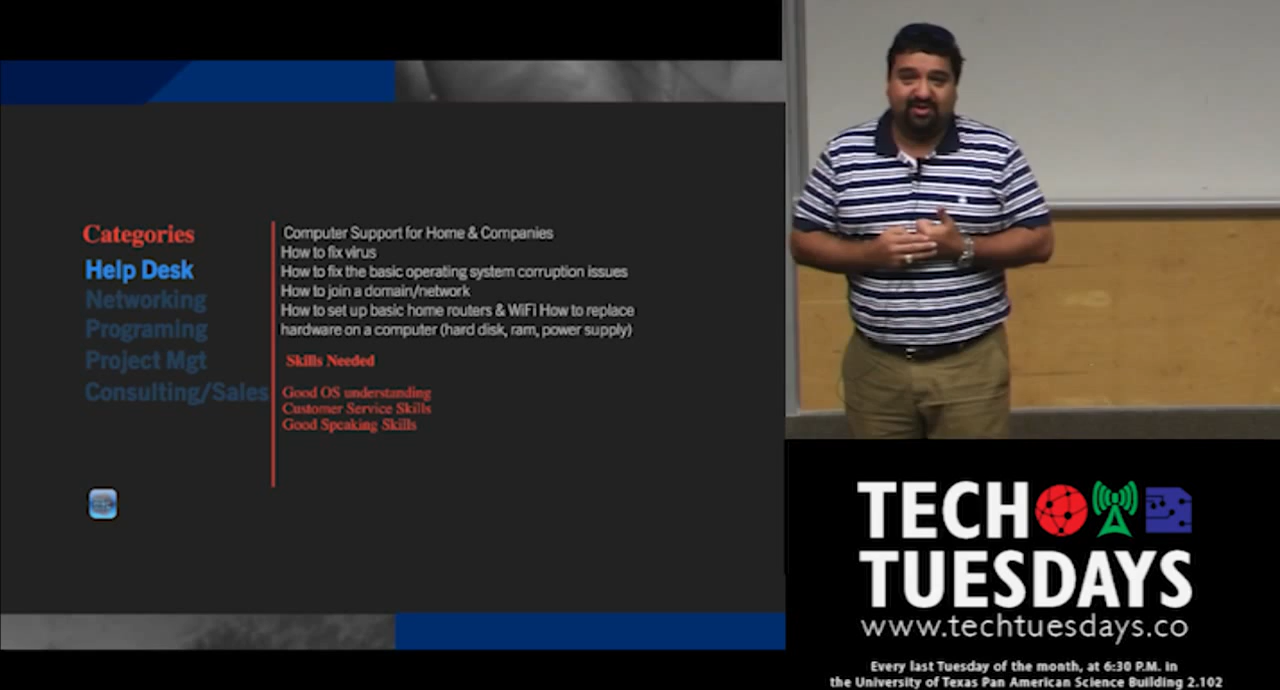 Categories
Help Desk
Networking
Programing
Project Mgt
Consulting/Sales
Computer Support for Home & Companies
How to fix virus
How to fix the basic operating system corruption issues
How to join a domain/network
How to set up basic home routers & WiFi How to replace
hardware on a computer (hard disk, ram, power supply)
Skills Needed
Good OS understanding
Customer Service Skills
Good Speaking Skills
TECH
TUESDAYS
www.techtuesdays.co
Every last Tuesday of the month, at 6:30 P.M. in
the University of Texas Pan American Science Building 2.102